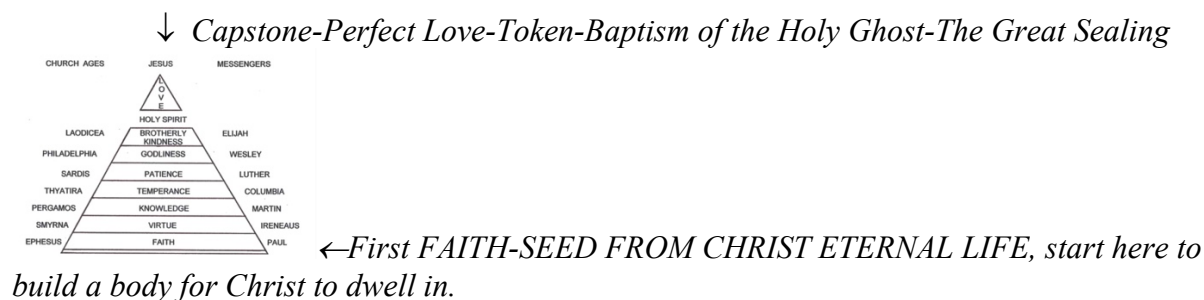 ↓ Capstone-Perfect Love-Token-Baptism of the Holy Ghost-The Great Sealing
CHURCH AGES JESUS MESSENGERS
L
O
V
E
HOLY SPIRIT
LAODICEA BROTHERLY KINDNESS ELIJAH
PHILADELPHIA GODLINESS WESLEY
SARDIS PATIENCE LUTHER
THYATIRA TEMPERANCE COLUMBIA
PERGAMOS KNOWLEDGE MARTIN
SMYRNA VIRTUE IRENEAUS
EPHESUS FAITH PAUL
←First FAITH-SEED FROM CHRIST ETERNAL LIFE, start here to
build a body for Christ to dwell in.